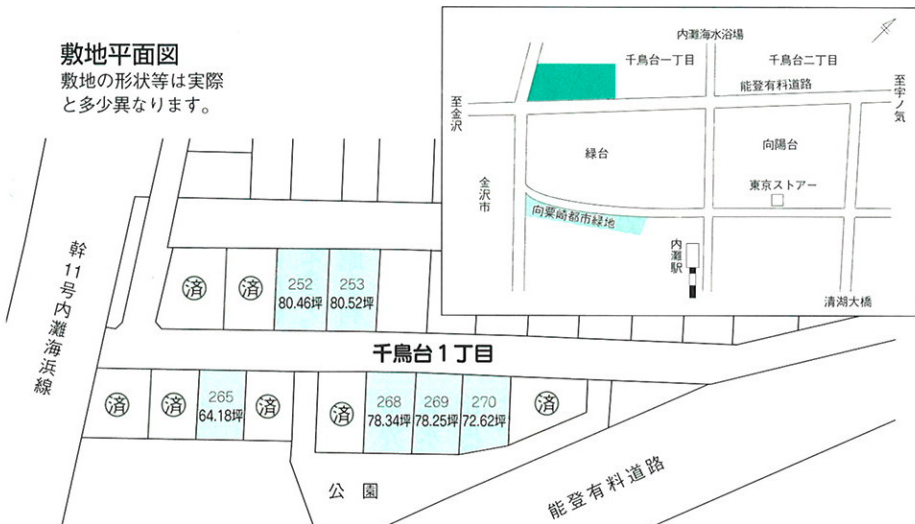 敷地平面図
敷地の形状等は実際
と多少異なります。
内灘海水浴場
千鳥台一丁目
千鳥台二丁目
能登有料道路
至金沢
至宇ノ気
緑台
向陽台
金沢市
東京ストアー
向粟崎都市緑地
内灘駅
清湖大橋
幹11号内灘海浜線
済
済
252
80.46坪
253
80.52坪
千鳥台1丁目
済
済
265
64.18坪
済
済
268
78.34坪
269
78.25坪
270
72.62坪
済
公園
能登有料道路